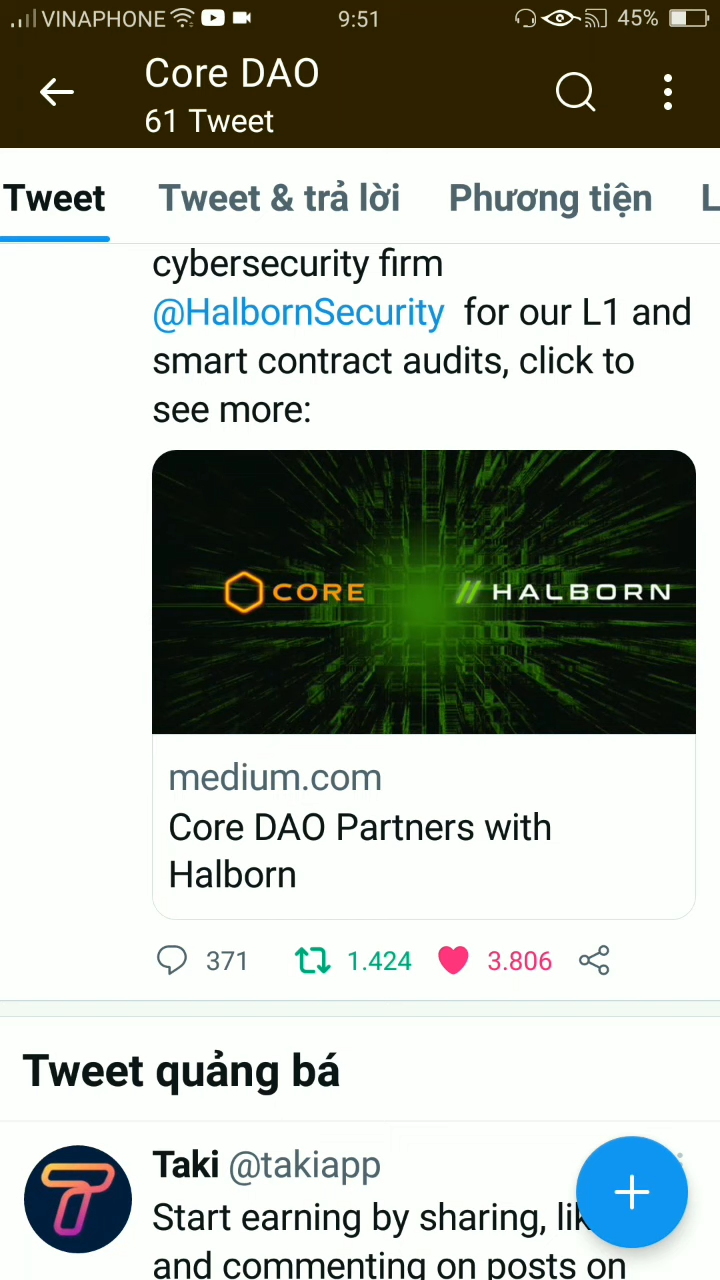 VINAPHONE 9:51 45%
Core DAO
61 Tweet
Tweet Tweet & trả lời Phương tiện L
cybersecurity firm
@HalbornSecurity for our L1 and
smart contract audits, click to
see more:
CORE // HALBORN
medium.com
Core DAO Partners with
Halborn
371 1.424 3.806
Tweet quảng bá
Taki @takiapp
Start earning by sharing, lik
and commenting on posts on